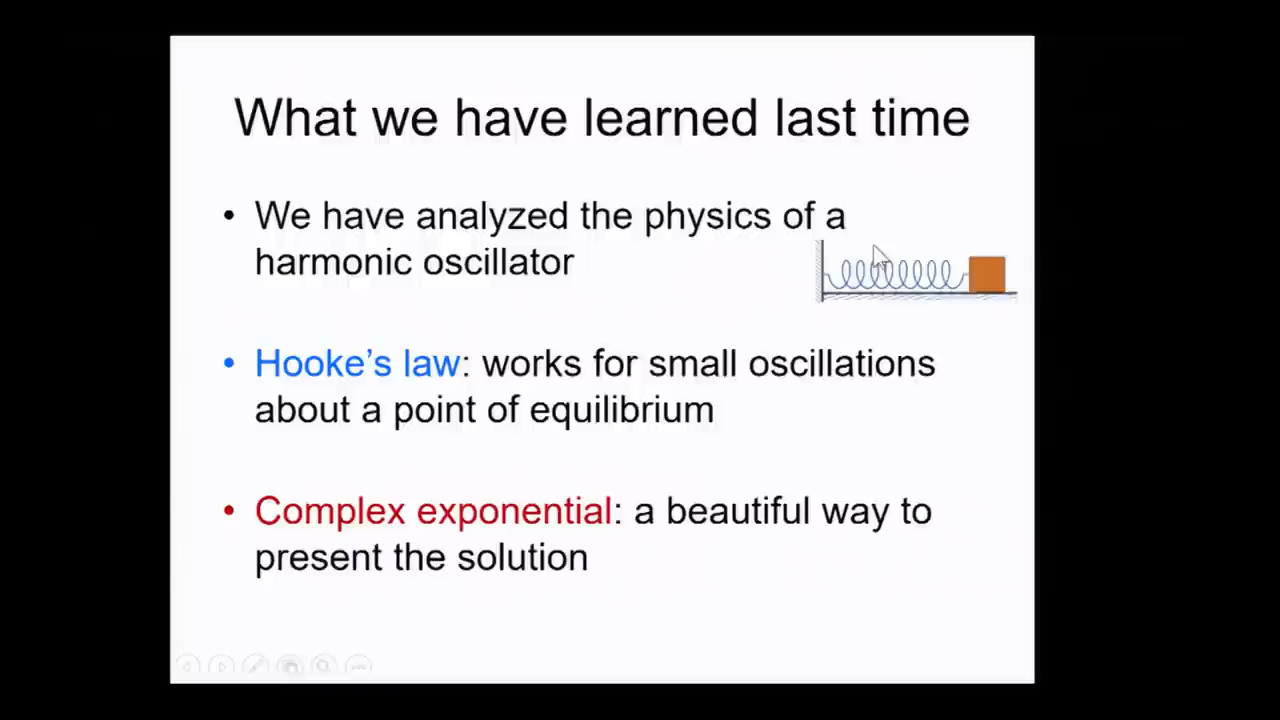 What we have learned last time
• We have analyzed the physics of a
harmonic oscillator
• Hooke’s law: works for small oscillations
about a point of equilibrium
• Complex exponential: a beautiful way to
present the solution